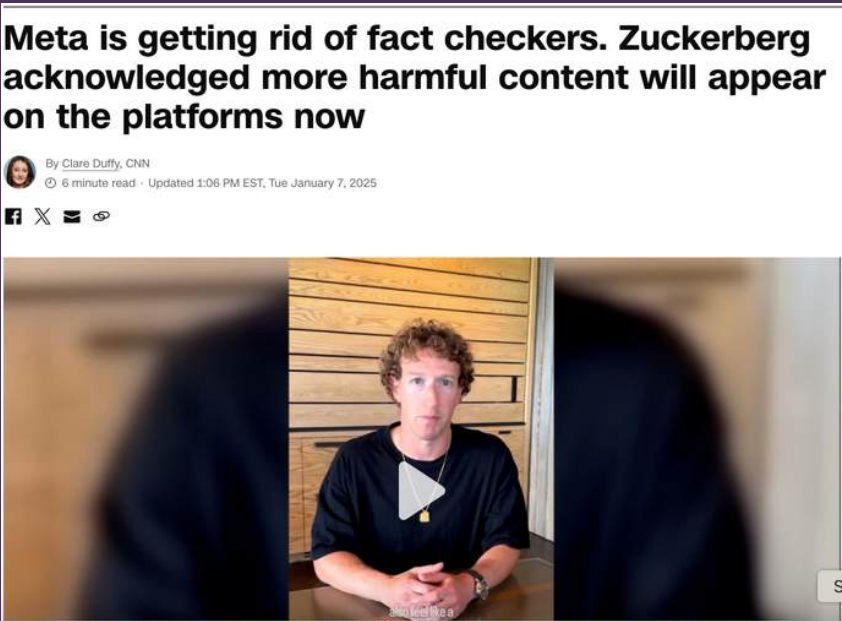 Meta is getting rid of fact checkers. Zuckerberg
acknowledged more harmful content will appear
on the platforms now
By Clare Duffy, CNN
6 minute read · Updated 1:06 PM EST, Tue January 7, 2025
also feel like a
S